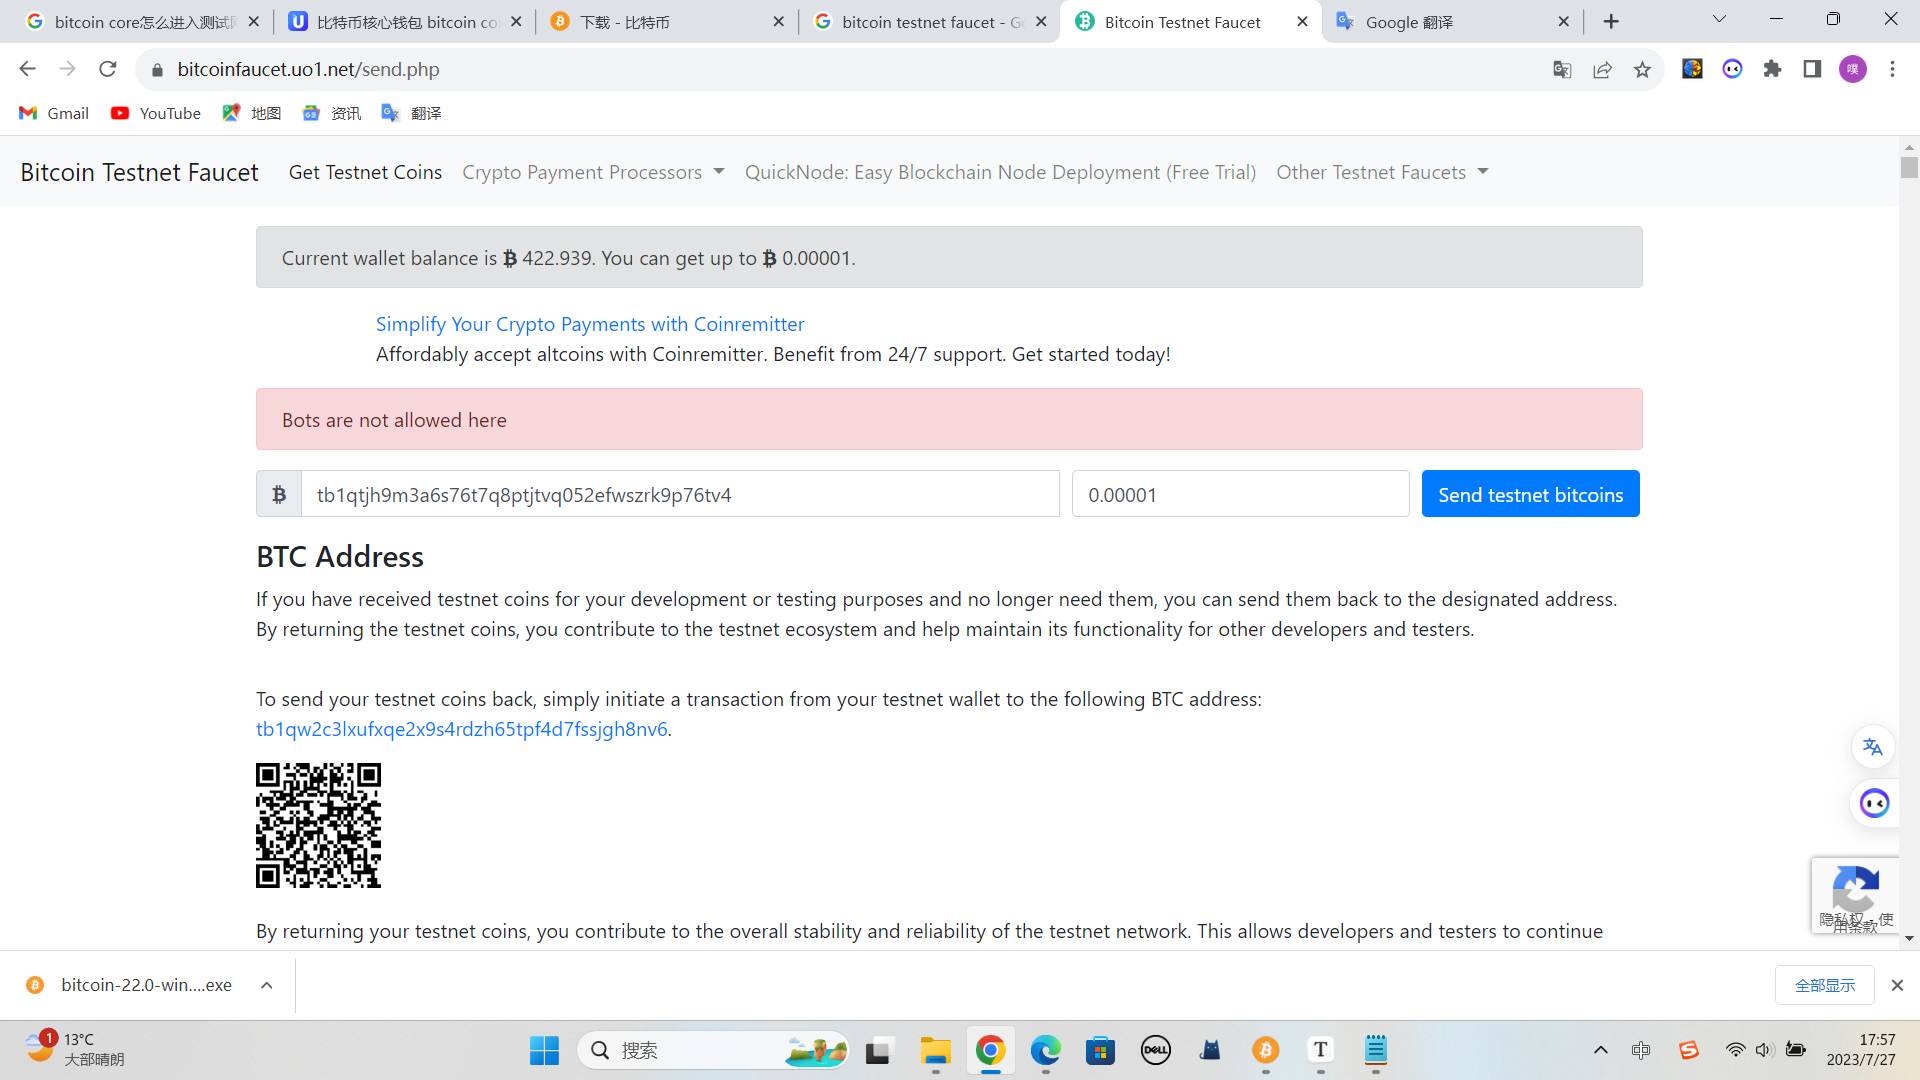 bitcoin core怎么进入测试
比特币核心钱包 bitcoin co
下载 - 比特币
bitcoin testnet faucet - G
Bitcoin Testnet Faucet
Google 翻译
bitcoinfaucet.uo1.net/send.php
噗
Gmail
YouTube
地图
资讯
翻译
Bitcoin Testnet Faucet
Get Testnet Coins
Crypto Payment Processors
QuickNode: Easy Blockchain Node Deployment (Free Trial)
Other Testnet Faucets
Current wallet balance is ₿ 422.939. You can get up to ₿ 0.00001.
Simplify Your Crypto Payments with Coinremitter
Affordably accept altcoins with Coinremitter. Benefit from 24/7 support. Get started today!
Bots are not allowed here
₿ tb1qtjh9m3a6s76t7q8ptjtvq052efwszrk9p76tv4
0.00001
Send testnet bitcoins
BTC Address
If you have received testnet coins for your development or testing purposes and no longer need them, you can send them back to the designated address.
By returning the testnet coins, you contribute to the testnet ecosystem and help maintain its functionality for other developers and testers.
To send your testnet coins back, simply initiate a transaction from your testnet wallet to the following BTC address:
tb1qw2c3lxufxqe2x9s4rdzh65tpf4d7fssjgh8nv6.
隐私权 - 使
用条款
By returning your testnet coins, you contribute to the overall stability and reliability of the testnet network. This allows developers and testers to continue
bitcoin-22.0-win....exe
全部显示
1
13°C
大部晴朗
搜索
DELL
T
中
S
17:57
2023/7/27